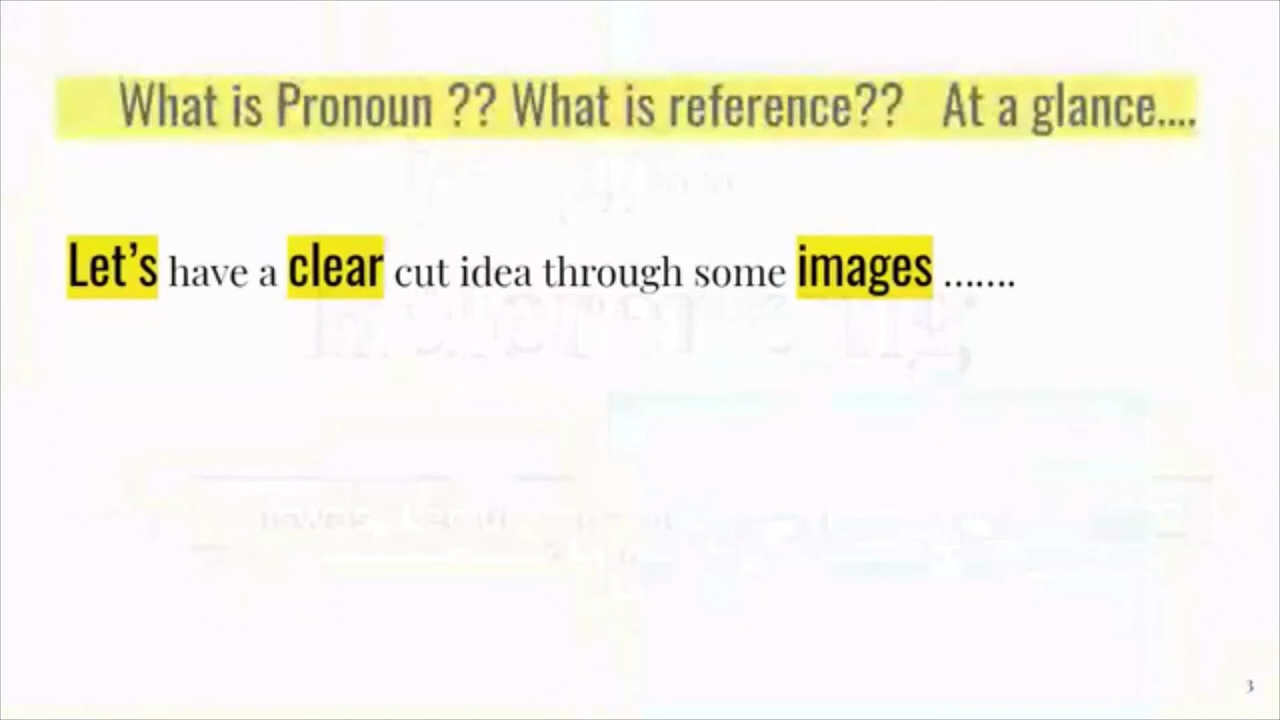 What is Pronoun ?? What is reference?? At a glance....
Let's have a clear cut idea through some images .......
3